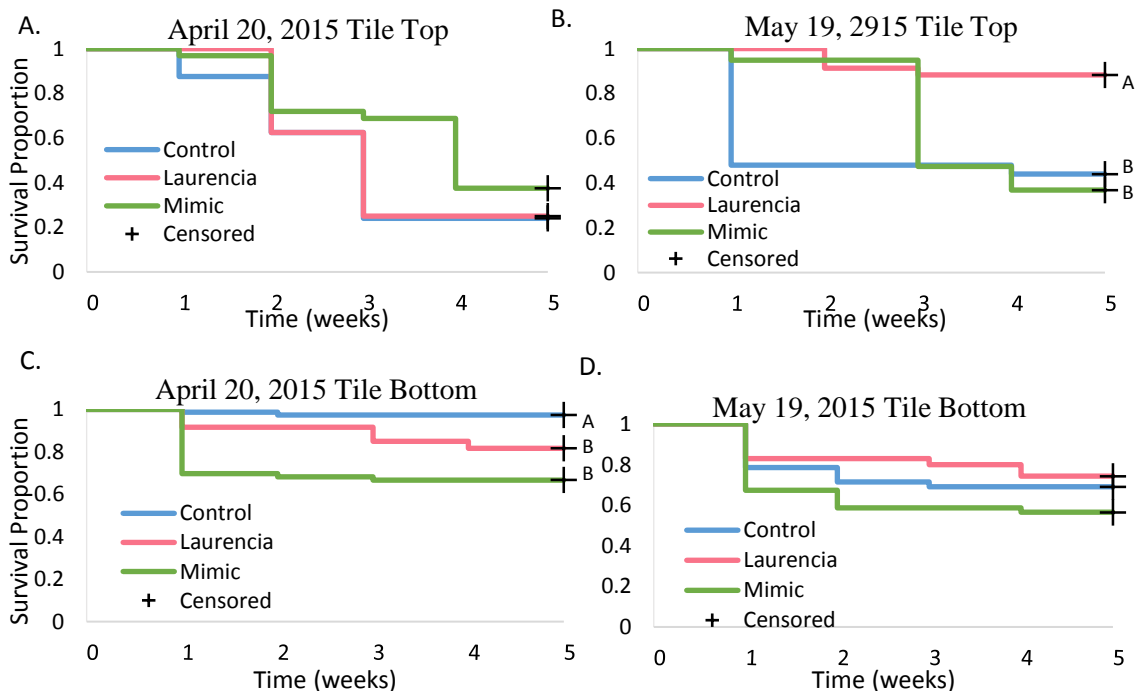 A.
April 20, 2015 Tile Top
Survival Proportion
1
0.8
0.6
0.4
0.2
0
Control
Laurencia
Mimic
+ Censored
0 1 2 3 4 5
Time (weeks)
B.
May 19, 2915 Tile Top
1
0.8
0.6
0.4
0.2
0
Control
Laurencia
Mimic
+ Censored
A
B
B
0 1 2 3 4 5
Time (weeks)
C.
April 20, 2015 Tile Bottom
Survival Proportion
1
0.8
0.6
0.4
0.2
0
Control
Laurencia
Mimic
+ Censored
A
B
B
0 1 2 3 4 5
Time (weeks)
D.
May 19, 2015 Tile Bottom
1
0.8
0.6
0.4
0.2
0
Control
Laurencia
Mimic
+ Censored
0 1 2 3 4 5
Time (weeks)